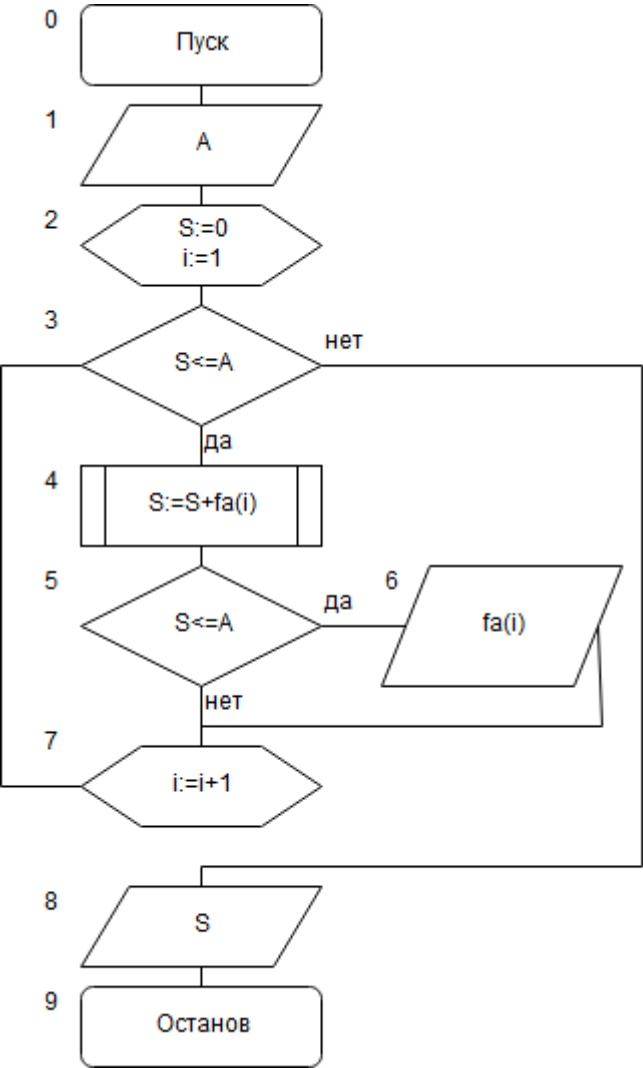 0
Пуск
1
A
2
S:=0
i:=1
3
S<=A
нет
да
4
S:=S+fa(i)
5
S<=A
да
6
fa(i)
нет
7
i:=i+1
8
S
9
Останов